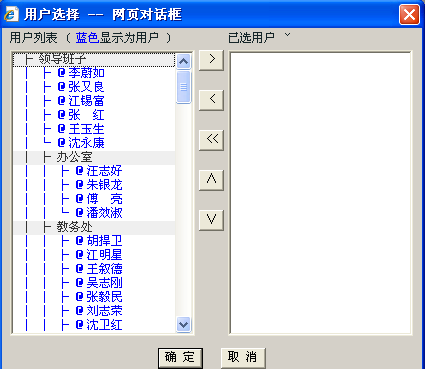 用户选择 -- 网页对话框
用户列表 ( 蓝色显示为用户 )
已选用户
领导班子
@李蔚如
@张又良
@江锡富
@张 红
@王玉生
@沈永康
办公室
@汪志好
@朱银龙
@傅 亮
@潘效淑
教务处
@胡捍卫
@江明星
@王叙德
@吴志刚
@张毅民
@刘志荣
@沈卫红
>
<
<<
确 定
取 消